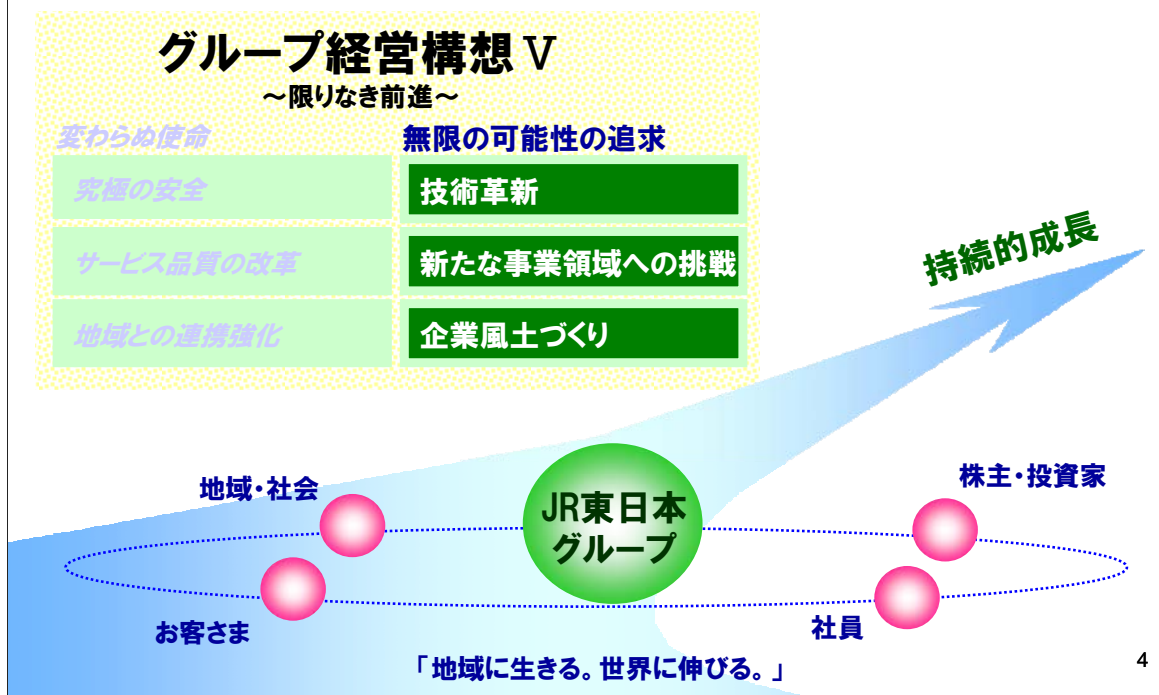 グループ経営構想Ⅴ
～限りなき前進～
変わらぬ使命
無限の可能性の追求
究極の安全
技術革新
サービス品質の改革
新たな事業領域への挑戦
地域との連携強化
企業風土づくり
持続的成長
地域・社会
株主・投資家
JR東日本
グループ
お客さま
社員
「地域に生きる。世界に伸びる。」
4